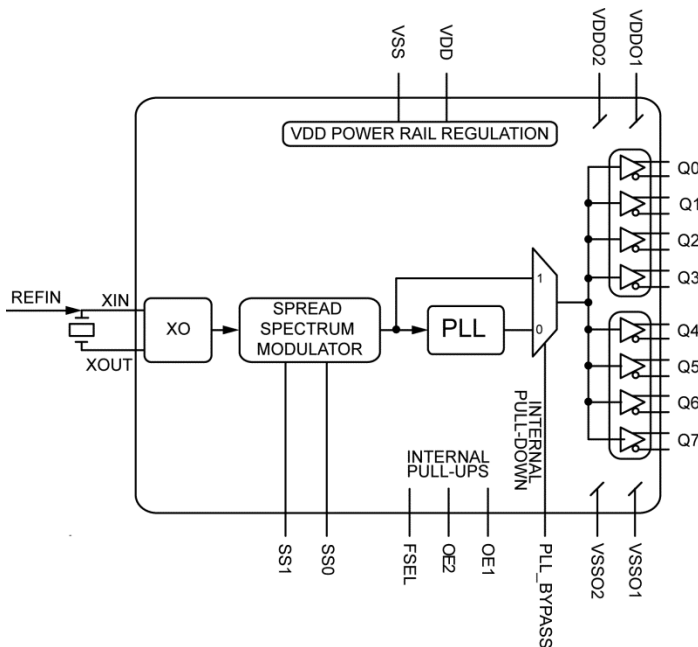 VSS
VDD
VDDO2
VDDO1
VDD POWER RAIL REGULATION
Q0
Q1
Q2
Q3
REFIN
XIN
XO
SPREAD
SPECTRUM
MODULATOR
PLL
1
0
XOUT
Q4
Q5
Q6
Q7
INTERNAL
PULL-DOWN
INTERNAL
PULL-UPS
SS1
SS0
FSEL
OE2
OE1
PLL_BYPASS
VSSO2
VSSO1